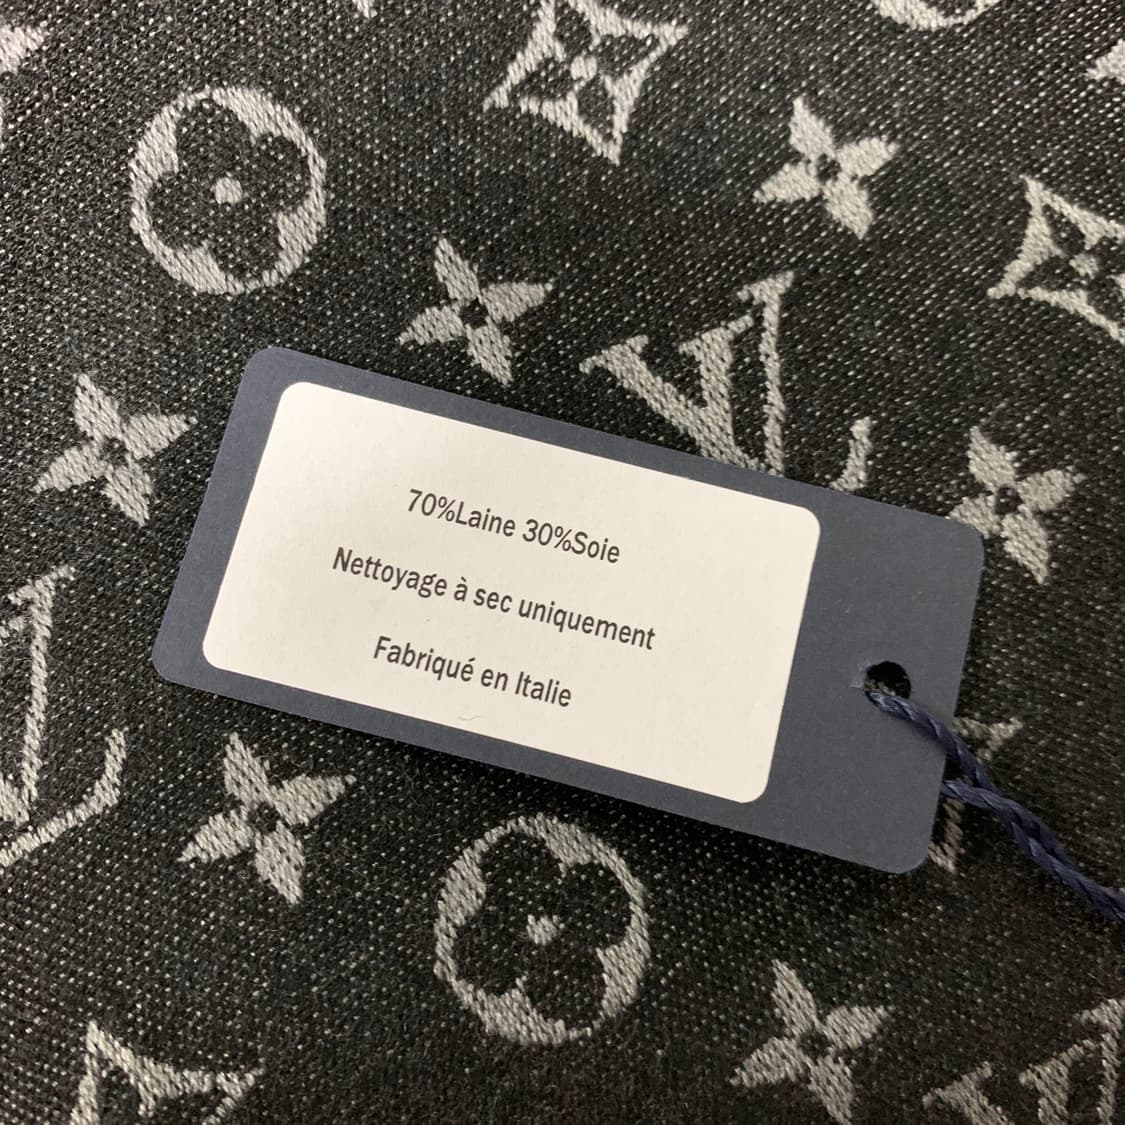 70%Laine 30%Soie
Nettoyage à sec uniquement
Fabriqué en Italie